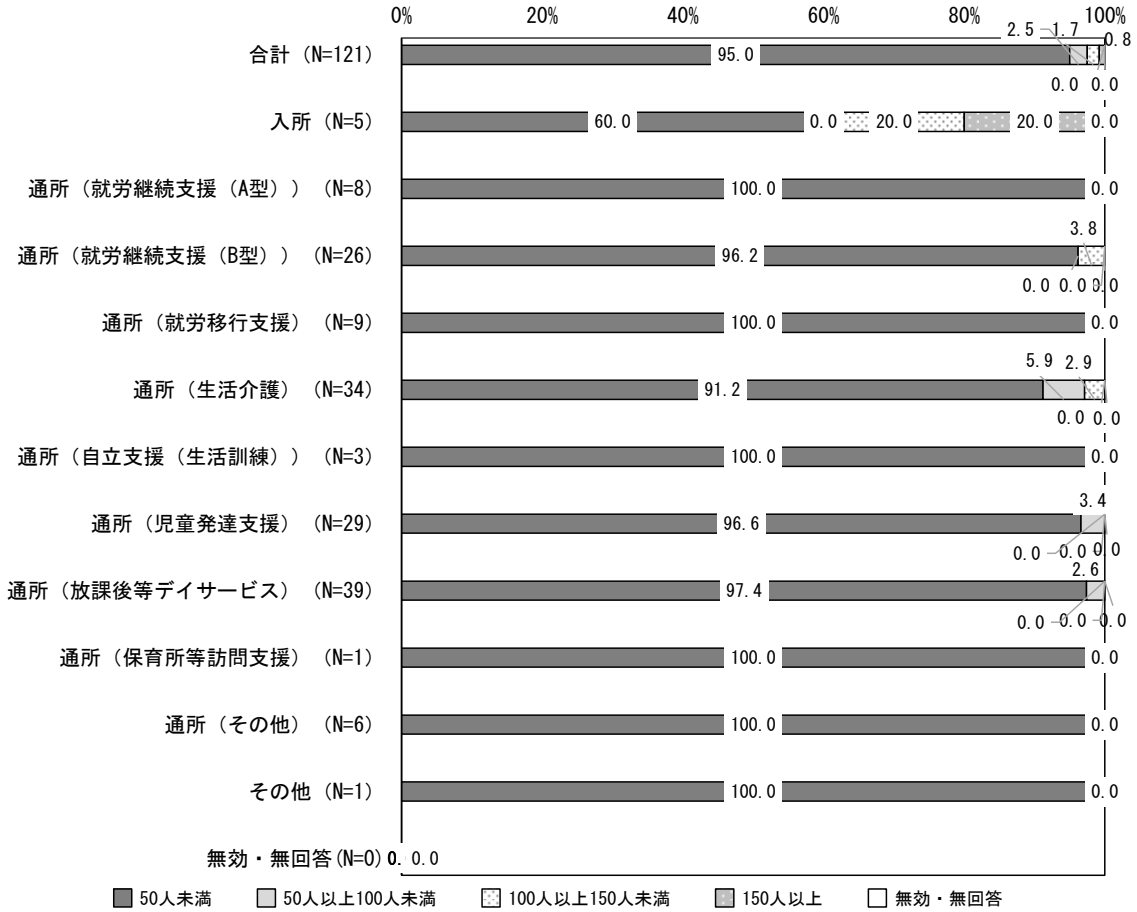 0% 20% 40% 60% 80% 100%
2.5 1.7 0.8
合計（N=121） 95.0
0.0 0.0
入所（N=5） 60.0 0.0 20.0 20.0 0.0
通所（就労継続支援（A型））（N=8） 100.0 0.0
3.8
通所（就労継続支援（B型））（N=26） 96.2
0.0 0.0 0.0
通所（就労移行支援）（N=9） 100.0 0.0
5.9 2.9
通所（生活介護）（N=34） 91.2
0.0 0.0
通所（自立支援（生活訓練））（N=3） 100.0 0.0
3.4
通所（児童発達支援）（N=29） 96.6
0.0 0.0 0.0
2.6
通所（放課後等デイサービス）（N=39） 97.4
0.0 0.0 0.0
通所（保育所等訪問支援）（N=1） 100.0 0.0
通所（その他）（N=6） 100.0 0.0
その他（N=1） 100.0 0.0
無効・無回答(N=0) 0.0
50人未満 50人以上100人未満 100人以上150人未満 150人以上 無効・無回答